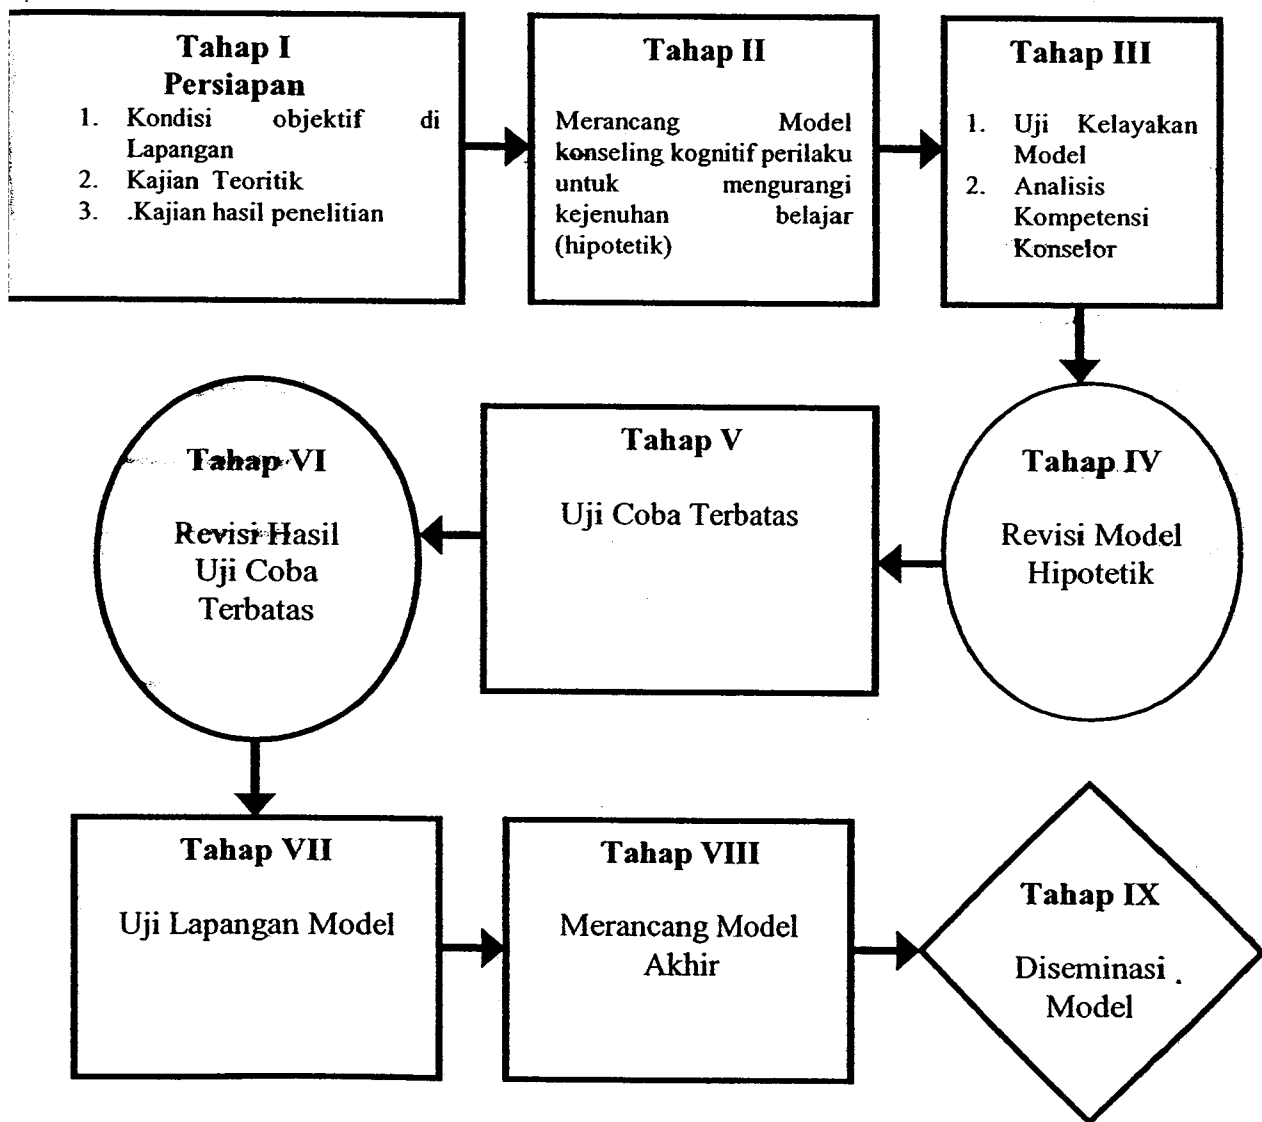 Tahap I
Persiapan
1. Kondisi objektif di
Lapangan
2. Kajian Teoritik
3. .Kajian hasil penelitian
Tahap II
Merancang Model
konseling kognitif perilaku
untuk mengurangi
kejenuhan belajar
(hipotetik)
Tahap III
1. Uji Kelayakan
Model
2. Analisis
Kompetensi
Konselor
Tahap IV
Revisi Model
Hipotetik
Tahap V
Uji Coba Terbatas
Tahap VI
Revisi Hasil
Uji Coba
Terbatas
Tahap VII
Uji Lapangan Model
Tahap VIII
Merancang Model
Akhir
Tahap IX
Diseminasi
Model